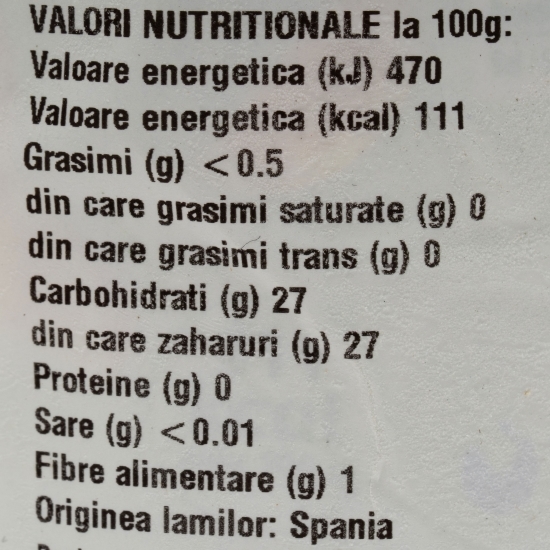 VALORI NUTRITIONALE la 100g:
Valoare energetica (kJ) 470
Valoare energetica (kcal) 111
Grasimi (g) <0.5
din care grasimi saturate (g) 0
din care grasimi trans (g) 0
Carbohidrati (g) 27
din care zaharuri (g) 27
Proteine (g) 0
Sare (g) <0.01
Fibre alimentare (g) 1
Originea lamilor: Spania